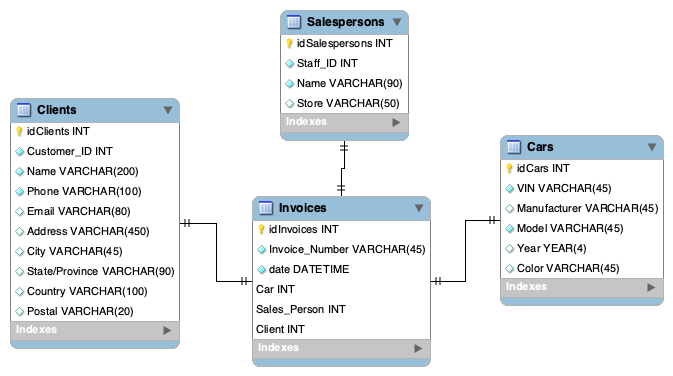 Salespersons
idSalespersons INT
Staff_ID INT
Name VARCHAR(90)
Store VARCHAR(50)
Indexes
Clients
idClients INT
Customer_ID INT
Name VARCHAR(200)
Phone VARCHAR(100)
Email VARCHAR(80)
Address VARCHAR(450)
City VARCHAR(45)
State/Province VARCHAR(90)
Country VARCHAR(100)
Postal VARCHAR(20)
Indexes
Invoices
idInvoices INT
Invoice_Number VARCHAR(45)
date DATETIME
Car INT
Sales_Person INT
Client INT
Indexes
Cars
idCars INT
VIN VARCHAR(45)
Manufacturer VARCHAR(45)
Model VARCHAR(45)
Year YEAR(4)
Color VARCHAR(45)
Indexes